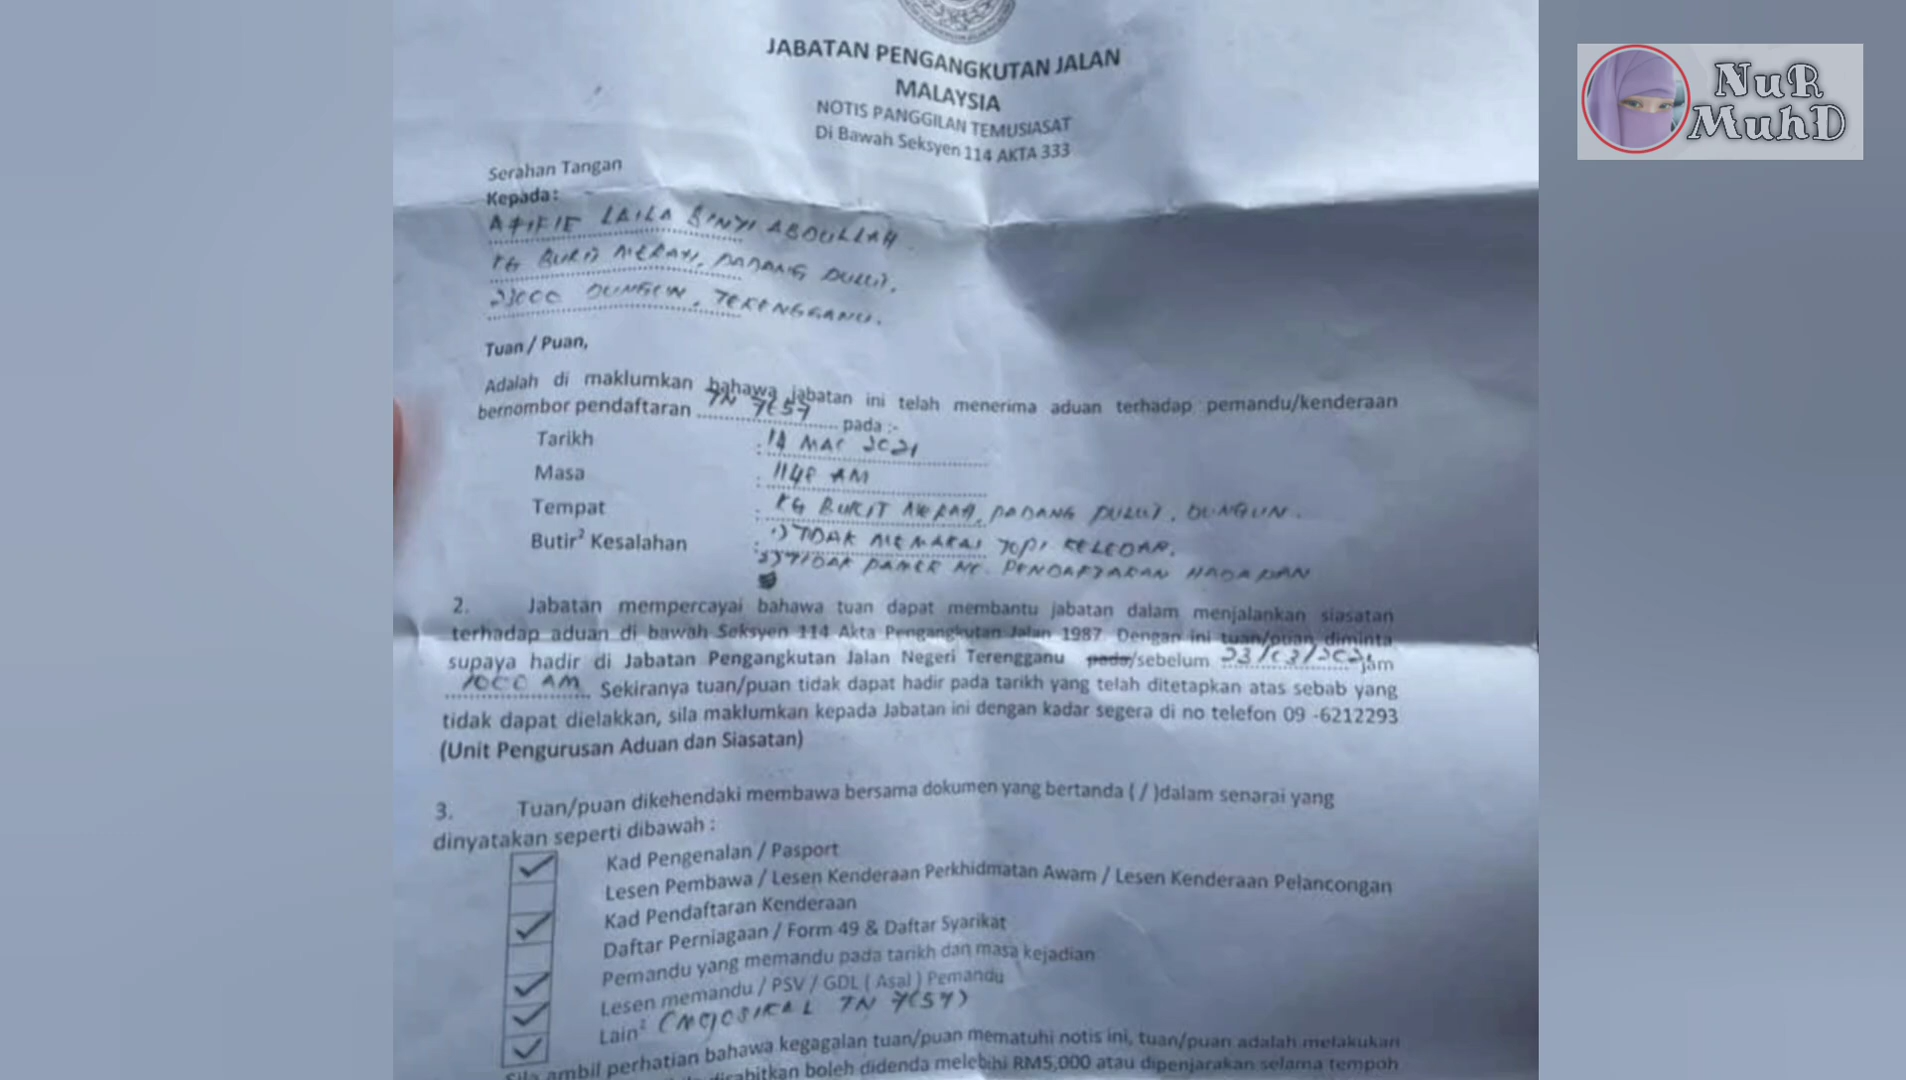 JABATAN PENGANGKUTAN JALAN
MALAYSIA
NOTIS PANGGILAN TEMUSIASAT
Di Bawah Seksyen 114 AKTA 333
NuR
MuhD
Serahan Tangan
Kepada:
AFIFIE LAILA BINTI ABDULLAH.
KG BUKIT MERAH, PADANG PULUT,
23000 DUNGUN, TERENGGANU.
Tuan / Puan,
Adalah di maklumkan bahawa jabatan ini telah menerima aduan terhadap pemandu/kenderaan
bernombor pendaftaran TN 7657 pada :-
Tarikh : 14 MAC 2021
Masa : 1148 AM
Tempat : KG BUKIT MERAH, PADANG PULUT, DUNGUN.
Butir² Kesalahan : 1) TIDAK MEMAKAI TOPI KELEDAR.
2) TIDAK PAMER NO. PENDAFTARAN HADAPAN
2. Jabatan mempercayai bahawa tuan dapat membantu jabatan dalam menjalankan siasatan
terhadap aduan di bawah Seksyen 114 Akta Pengangkutan Jalan 1987. Dengan ini tuan/puan diminta
supaya hadir di Jabatan Pengangkutan Jalan Negeri Terengganu pada/sebelum 23/03/2021 jam
1000 AM. Sekiranya tuan/puan tidak dapat hadir pada tarikh yang telah ditetapkan atas sebab yang
tidak dapat dielakkan, sila maklumkan kepada Jabatan ini dengan kadar segera di no telefon 09 -6212293
(Unit Pengurusan Aduan dan Siasatan)
3. Tuan/puan dikehendaki membawa bersama dokumen yang bertanda ( / )dalam senarai yang
dinyatakan seperti dibawah :
Kad Pengenalan / Pasport
Lesen Pembawa / Lesen Kenderaan Perkhidmatan Awam / Lesen Kenderaan Pelancongan
Kad Pendaftaran Kenderaan
Daftar Perniagaan / Form 49 & Daftar Syarikat
Pemandu yang memandu pada tarikh dan masa kejadian
Lesen memandu / PSV / GDL ( Asal ) Pemandu
Lain² (MOTOSIKAL TN 7657)
Sila ambil perhatian bahawa kegagalan tuan/puan mematuhi notis ini, tuan/puan adalah melakukan
boleh didenda melebihi RM5,000 atau dipenjarakan selama tempoh